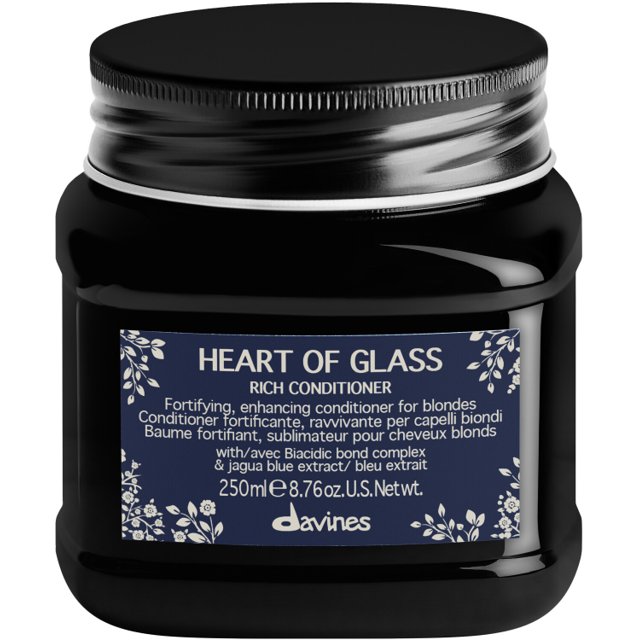 HEART OF GLASS
RICH CONDITIONER
Fortifying, enhancing conditioner for blondes
Conditioner fortificante, ravvivante per capelli biondi
Baume fortifiant, sublimateur pour cheveux blonds
with/avec Biacidic bond complex
& jagua blue extract/ bleu extrait
250ml℮8.76oz.U.S.Netwt.
davines